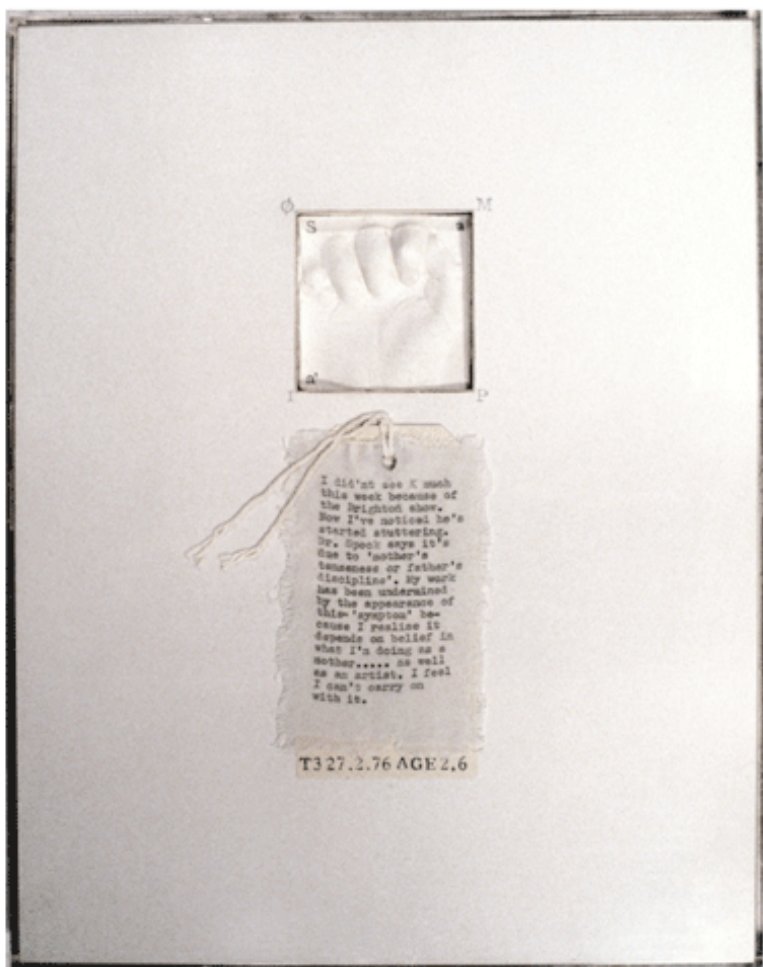 Ø M
S a
a'
I P
I did'nt see K much
this week because of
the Brighton show.
Now I've noticed he's
started stuttering.
Dr. Spock says it's
due to 'mother's
tenseness or father's
discipline'. My work
has been undermined
by the appearance of
this 'symptom' be-
cause I realise it
depends on belief in
what I'm doing as a
mother..... as well
as an artist. I feel
I can't carry on
with it.
T3 27.2.76 AGE 2,6